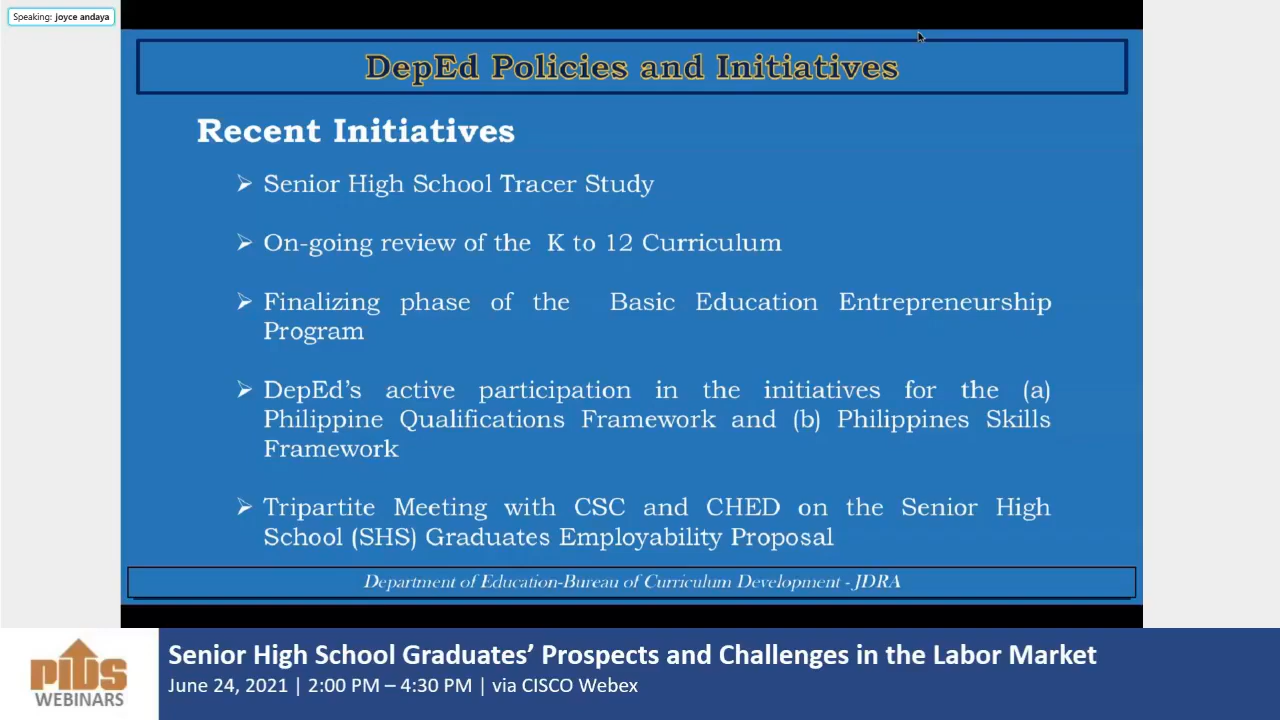 Speaking: joyce andaya
DepEd Policies and Initiatives
Recent Initiatives
➢ Senior High School Tracer Study
➢ On-going review of the K to 12 Curriculum
➢ Finalizing phase of the Basic Education Entrepreneurship
Program
➢ DepEd's active participation in the initiatives for the (a)
Philippine Qualifications Framework and (b) Philippines Skills
Framework
➢ Tripartite Meeting with CSC and CHED on the Senior High
School (SHS) Graduates Employability Proposal
Department of Education-Bureau of Curriculum Development - JDRA
PIDS
WEBINARS
Senior High School Graduates’ Prospects and Challenges in the Labor Market
June 24, 2021 | 2:00 PM – 4:30 PM | via CISCO Webex